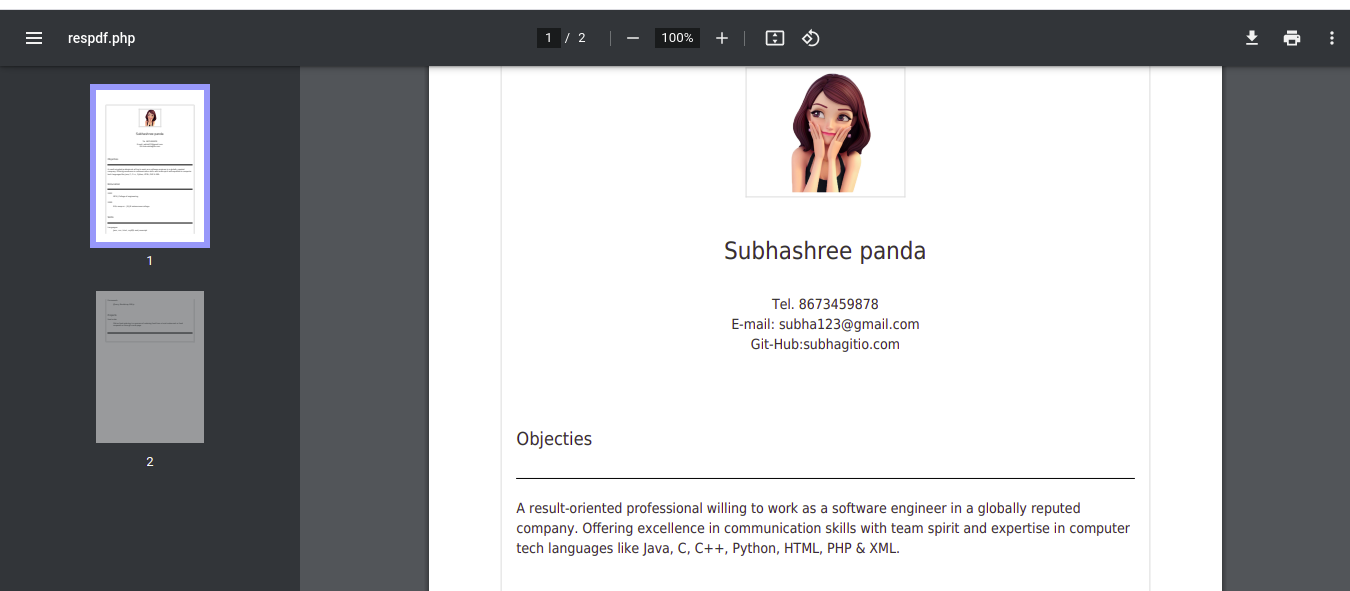 respdf.php
1 / 2
100%
1
2
Subhashree panda
Tel. 8673459878
E-mail: subha123@gmail.com
Git-Hub:subhagitio.com
Objecties
A result-oriented professional willing to work as a software engineer in a globally reputed
company. Offering excellence in communication skills with team spirit and expertise in computer
tech languages like Java, C, C++, Python, HTML, PHP & XML.